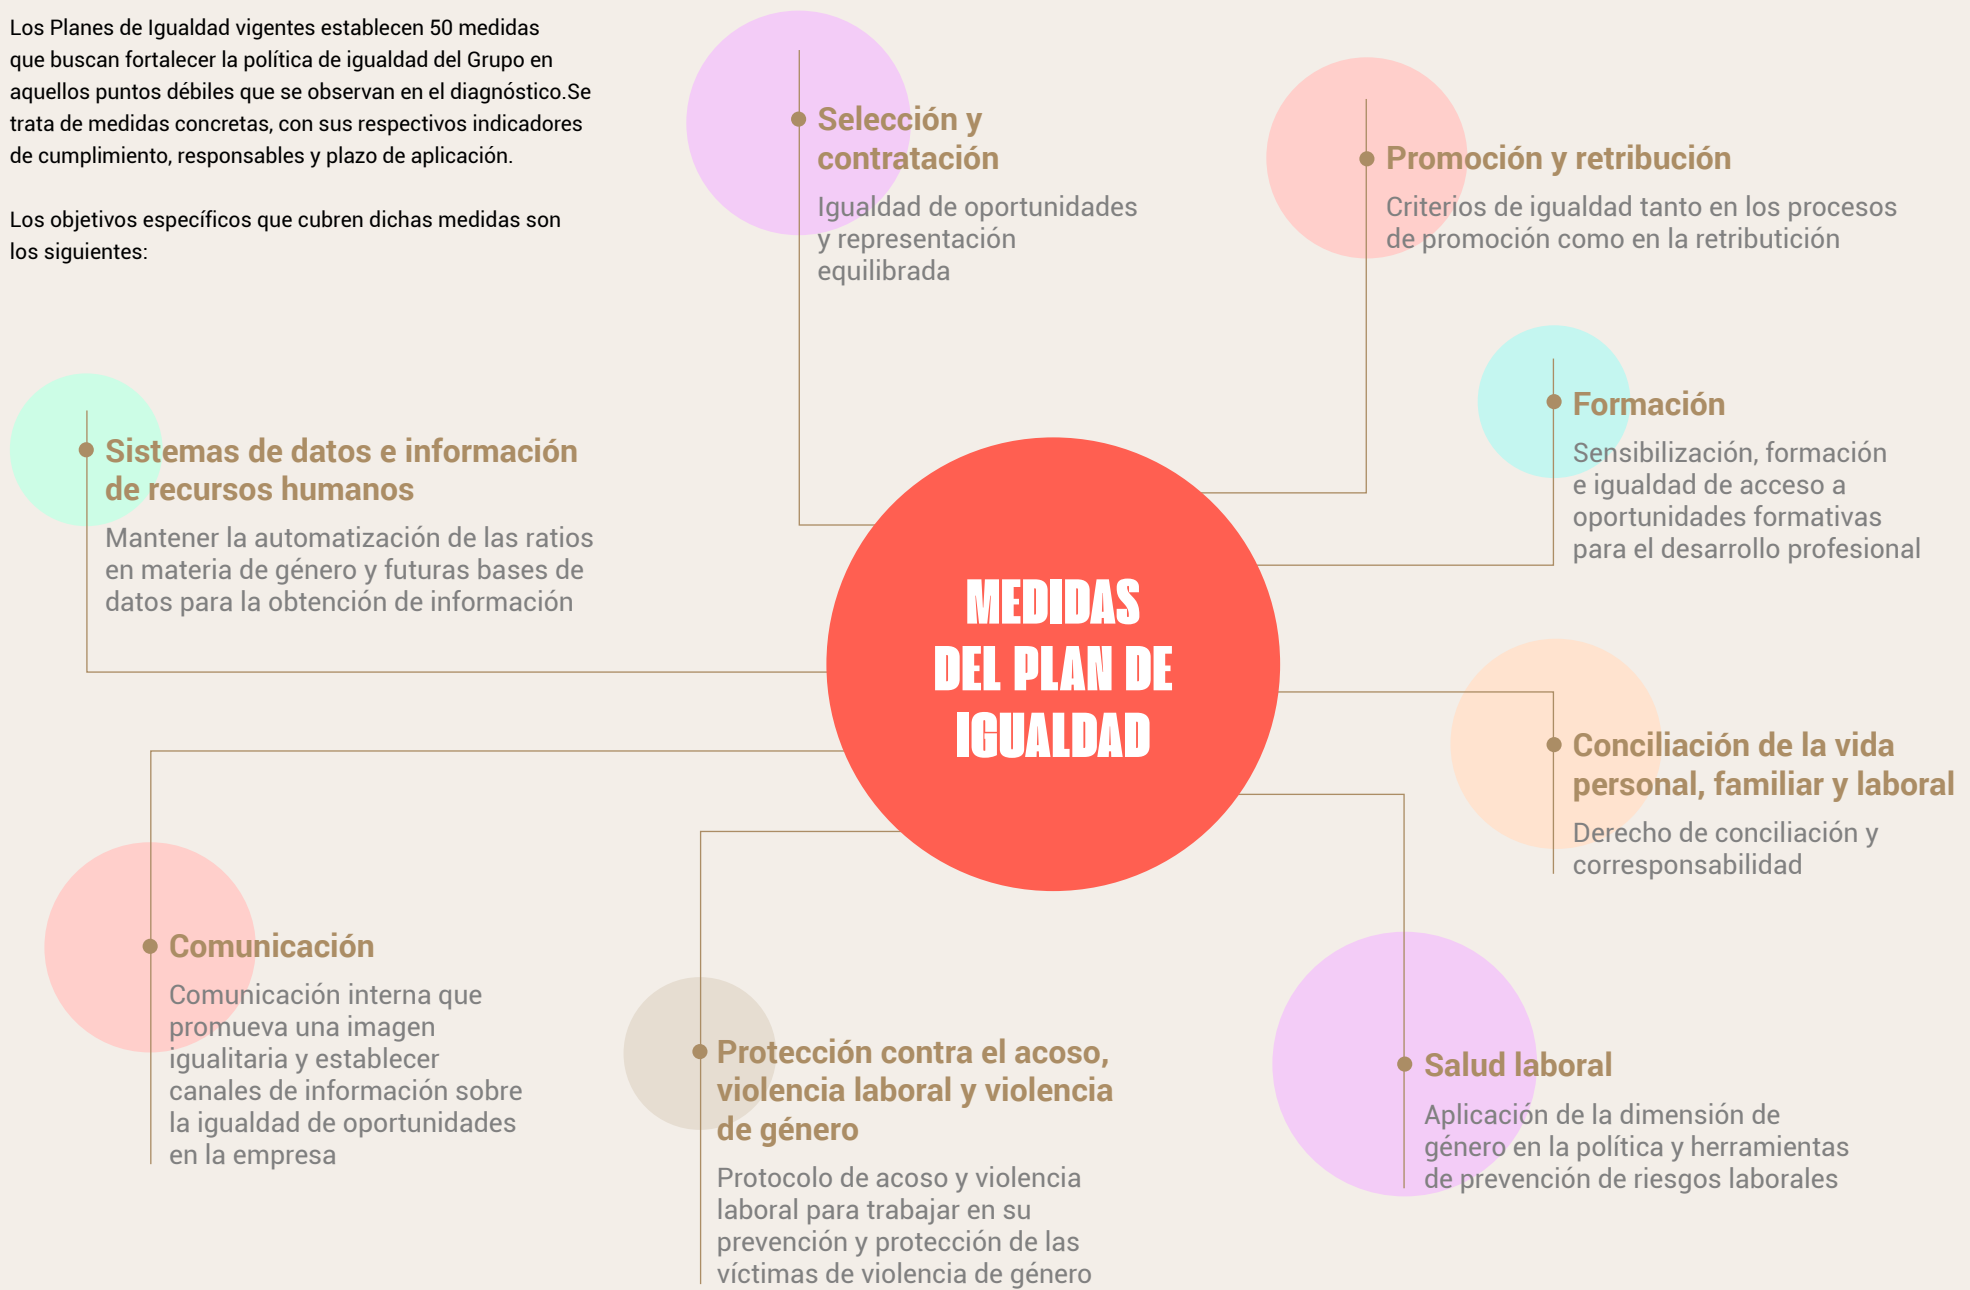 Los Planes de Igualdad vigentes establecen 50 medidas
que buscan fortalecer la política de igualdad del Grupo en
aquellos puntos débiles que se observan en el diagnóstico.Se
trata de medidas concretas, con sus respectivos indicadores
de cumplimiento, responsables y plazo de aplicación.
Los objetivos específicos que cubren dichas medidas son
los siguientes:
Selección y
contratación
Igualdad de oportunidades
y representación
equilibrada
Promoción y retribución
Criterios de igualdad tanto en los procesos
de promoción como en la retributición
Formación
Sensibilización, formación
e igualdad de acceso a
oportunidades formativas
para el desarrollo profesional
Sistemas de datos e información
de recursos humanos
Mantener la automatización de las ratios
en materia de género y futuras bases de
datos para la obtención de información
MEDIDAS
DEL PLAN DE
IGUALDAD
Conciliación de la vida
personal, familiar y laboral
Derecho de conciliación y
corresponsabilidad
Comunicación
Comunicación interna que
promueva una imagen
igualitaria y establecer
canales de información sobre
la igualdad de oportunidades
en la empresa
Protección contra el acoso,
violencia laboral y violencia
de género
Protocolo de acoso y violencia
laboral para trabajar en su
prevención y protección de las
víctimas de violencia de género
Salud laboral
Aplicación de la dimensión de
género en la política y herramientas
de prevención de riesgos laborales